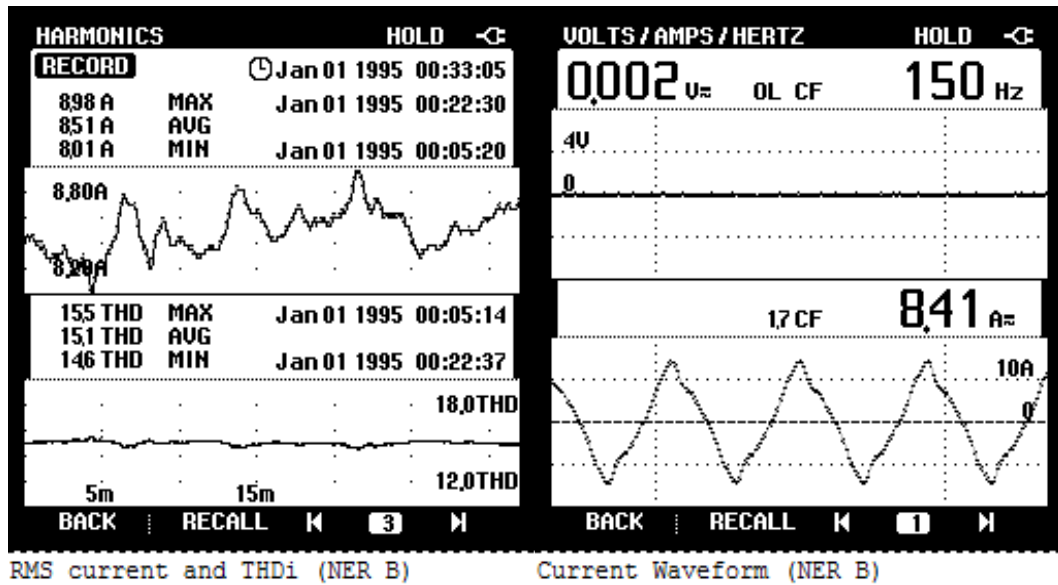 HARMONICS HOLD
RECORD Jan 01 1995 00:33:05
8,98 A MAX Jan 01 1995 00:22:30
8,51 A AVG
8,01 A MIN Jan 01 1995 00:05:20
8,80A
8,20A
15,5 THD MAX Jan 01 1995 00:05:14
15,1 THD AVG
14,6 THD MIN Jan 01 1995 00:22:37
18,0THD
12,0THD
5m 15m
BACK RECALL 3
RMS current and THDi (NER B)
VOLTS/AMPS/HERTZ HOLD
0,002 V≂ OL CF 150 Hz
4V
0
1,7 CF 8,41 A≂
10A
0
BACK RECALL 1
Current Waveform (NER B)